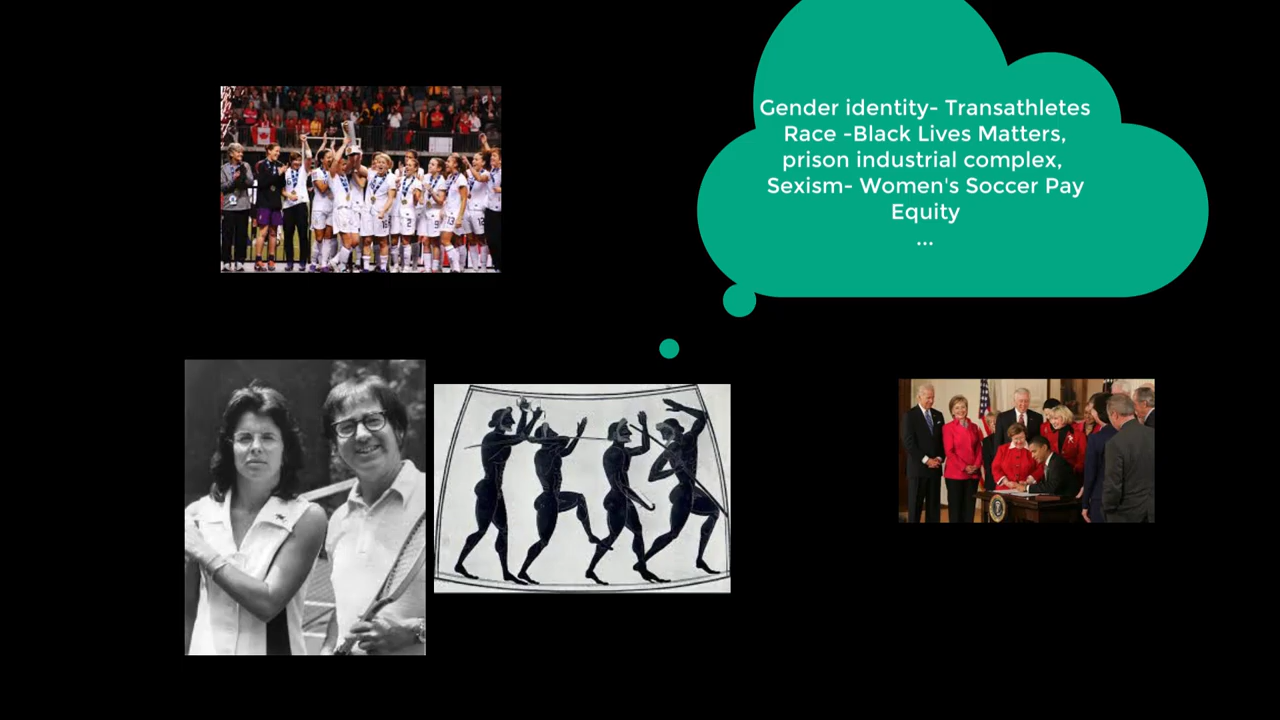 Gender identity- Transathletes
Race -Black Lives Matters,
prison industrial complex,
Sexism- Women's Soccer Pay
Equity
...